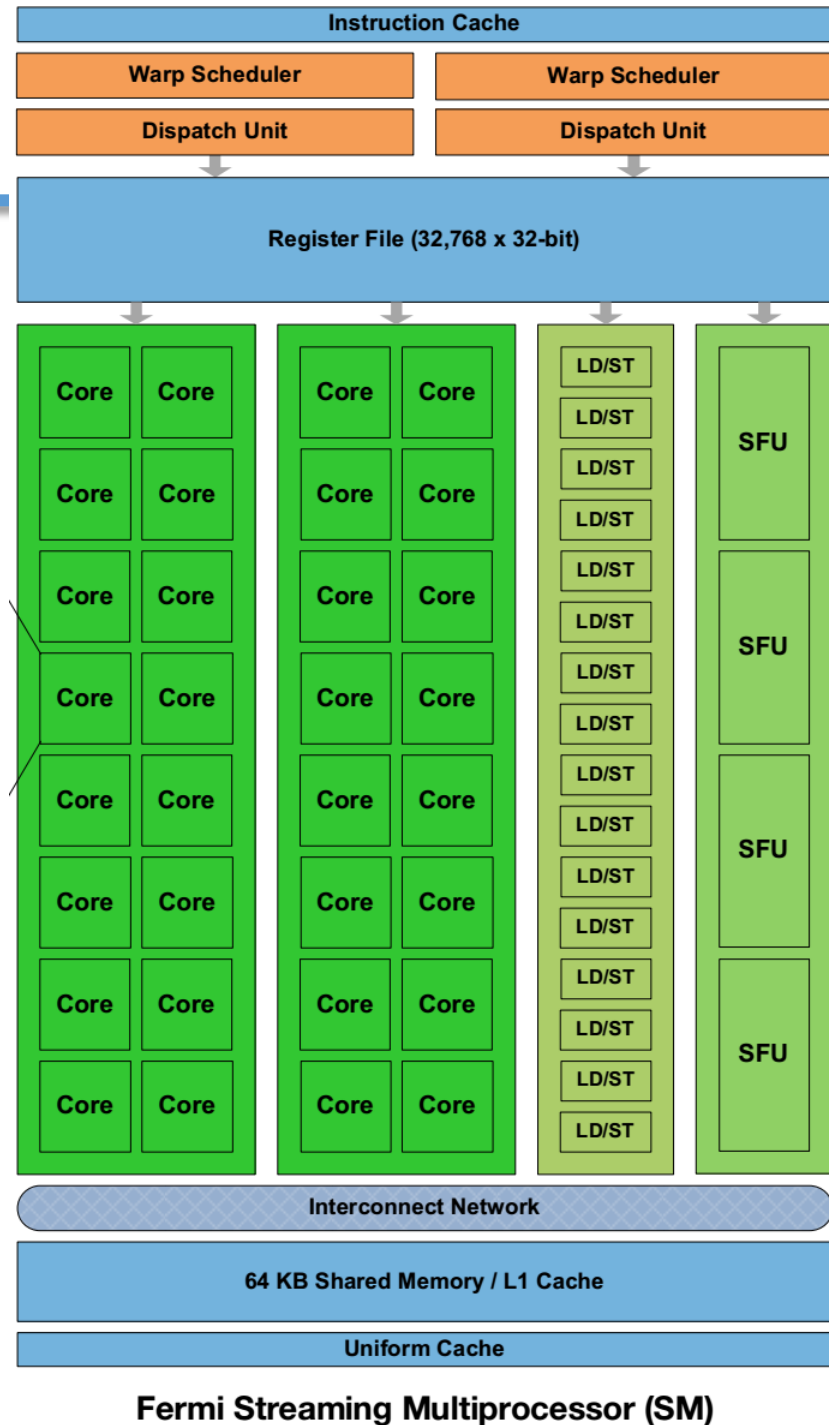 Instruction Cache
Warp Scheduler Warp Scheduler
Dispatch Unit Dispatch Unit
Register File (32,768 x 32-bit)
Core Core Core Core LD/ST
LD/ST
SFU
Core Core Core Core LD/ST
LD/ST
Core Core Core Core LD/ST
LD/ST
SFU
Core Core Core Core LD/ST
LD/ST
Core Core Core Core LD/ST
LD/ST
SFU
Core Core Core Core LD/ST
LD/ST
Core Core Core Core LD/ST
LD/ST
SFU
Core Core Core Core LD/ST
LD/ST
Interconnect Network
64 KB Shared Memory / L1 Cache
Uniform Cache
Fermi Streaming Multiprocessor (SM)